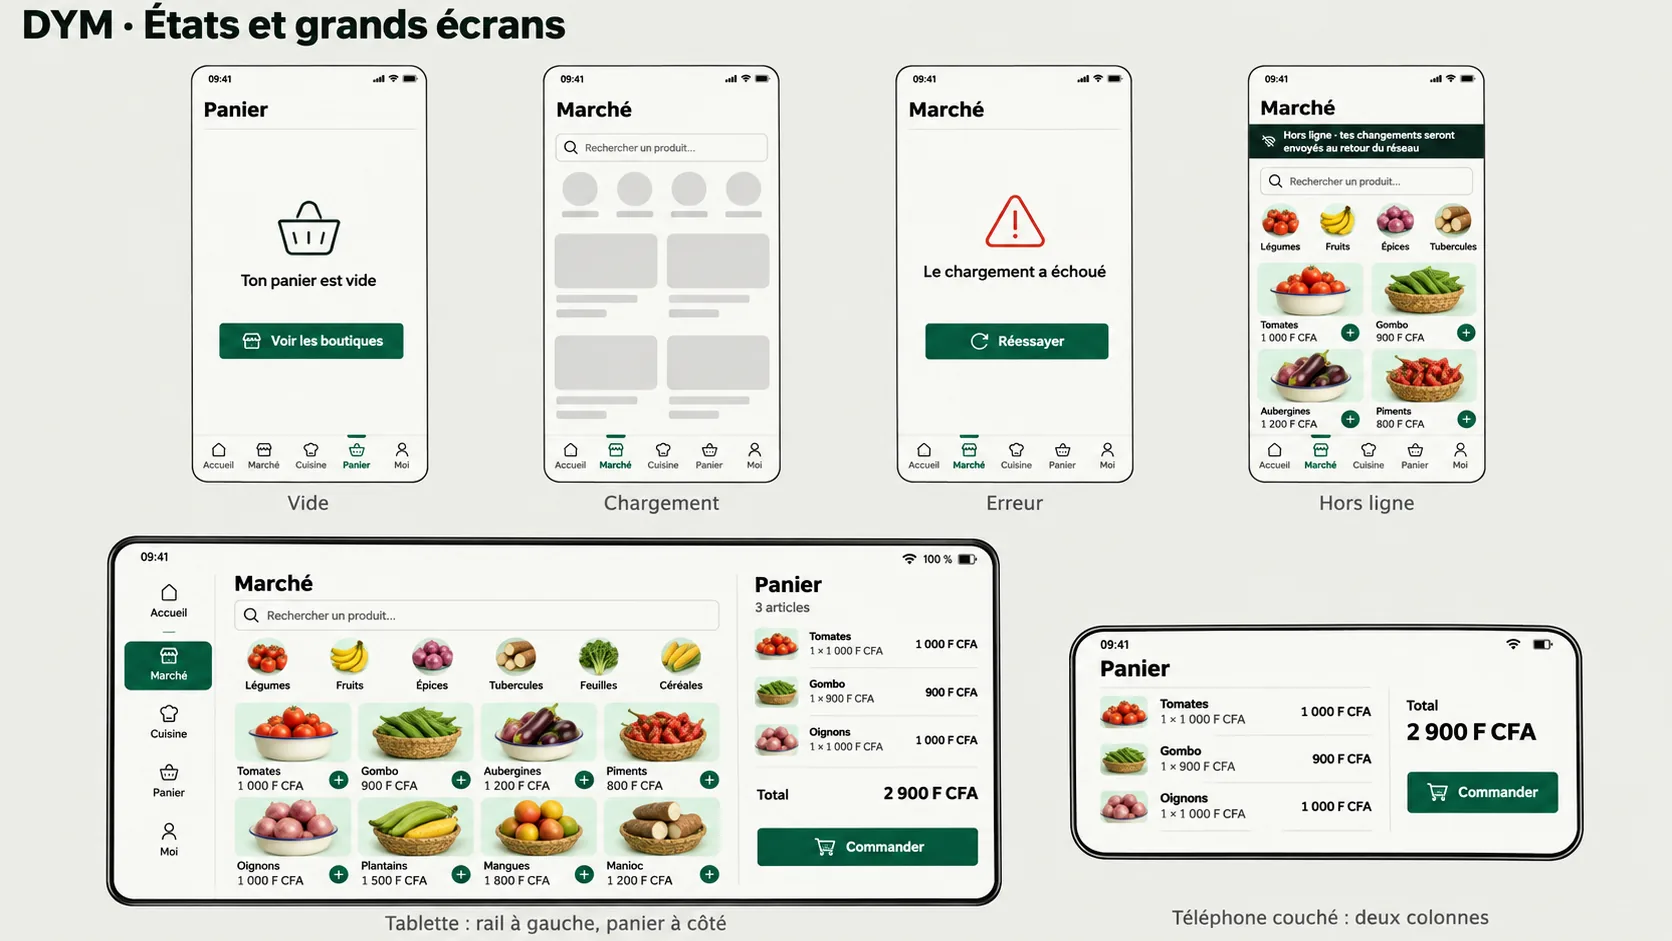 DYM · États et grands écrans
09:41
Panier
Ton panier est vide
Voir les boutiques
Accueil Marché Cuisine Panier Moi
Vide
09:41
Marché
Rechercher un produit...
Accueil Marché Cuisine Panier Moi
Chargement
09:41
Marché
Le chargement a échoué
Réessayer
Accueil Marché Cuisine Panier Moi
Erreur
09:41
Marché
Hors ligne · tes changements seront
envoyés au retour du réseau
Rechercher un produit...
Légumes Fruits Épices Tubercules
Tomates Gombo
1 000 F CFA 900 F CFA
Aubergines Piments
1 200 F CFA 800 F CFA
Accueil Marché Cuisine Panier Moi
Hors ligne
09:41 100 %
Accueil
Marché
Cuisine
Panier
Moi
Marché
Rechercher un produit...
Légumes Fruits Épices Tubercules Feuilles Céréales
Tomates Gombo Aubergines Piments
1 000 F CFA 900 F CFA 1 200 F CFA 800 F CFA
Oignons Plantains Mangues Manioc
1 000 F CFA 1 500 F CFA 1 800 F CFA 1 200 F CFA
Panier
3 articles
Tomates
1 × 1 000 F CFA 1 000 F CFA
Gombo
1 × 900 F CFA 900 F CFA
Oignons
1 × 1 000 F CFA 1 000 F CFA
Total 2 900 F CFA
Commander
Tablette : rail à gauche, panier à côté
09:41
Panier
Tomates
1 × 1 000 F CFA 1 000 F CFA
Gombo
1 × 900 F CFA 900 F CFA
Oignons
1 × 1 000 F CFA 1 000 F CFA
Total
2 900 F CFA
Commander
Téléphone couché : deux colonnes